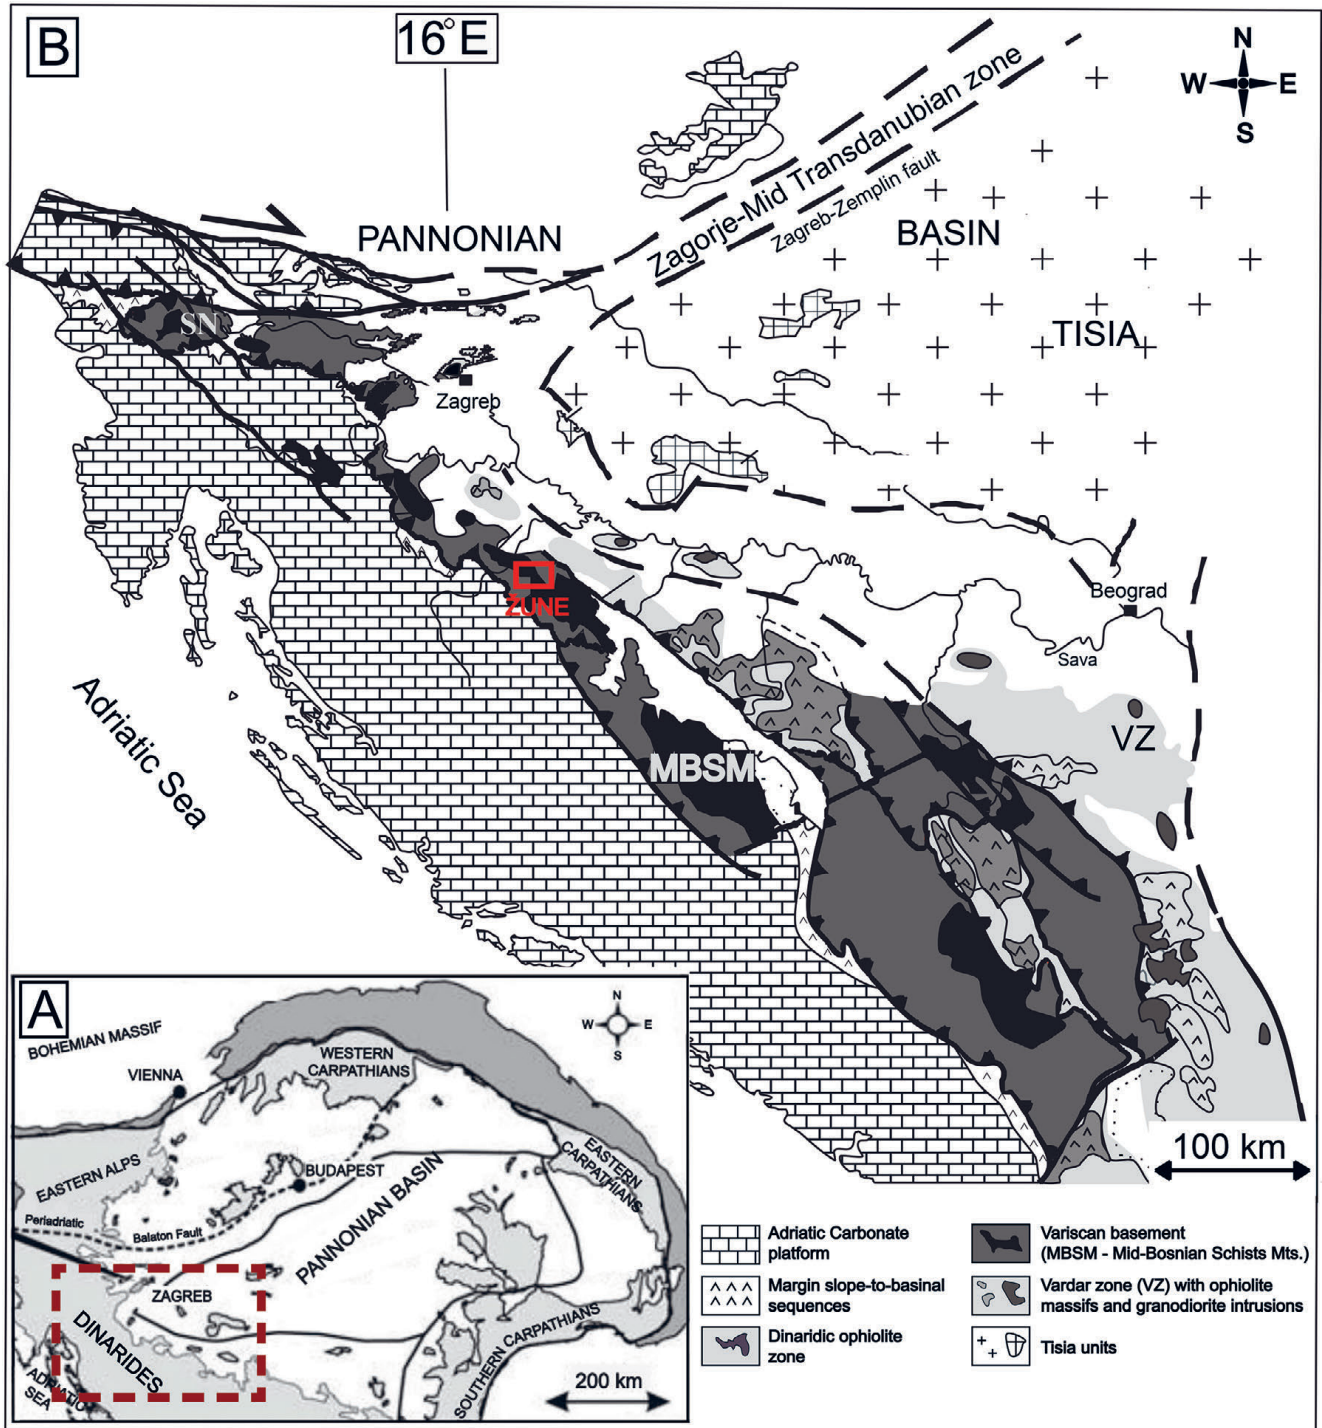 B
16°E
N
W E
S
Zagorje-Mid Transdanubian zone
Zagreb-Zemplin fault
PANNONIAN
BASIN
TISIA
SN
Zagreb
ŽUNE
Beograd
Sava
VZ
MBSM
Adriatic Sea
100 km
A
N
W E
S
BOHEMIAN MASSIF
VIENNA
WESTERN
CARPATHIANS
EASTERN ALPS
BUDAPEST
EASTERN
CARPATHIANS
Periadriatic
Balaton Fault
PANNONIAN BASIN
ZAGREB
DINARIDES
ADRIATIC
SEA
SOUTHERN CARPATHIANS
200 km
Adriatic Carbonate
platform
Margin slope-to-basinal
sequences
Dinaridic ophiolite
zone
Variscan basement
(MBSM - Mid-Bosnian Schists Mts.)
Vardar zone (VZ) with ophiolite
massifs and granodiorite intrusions
Tisia units